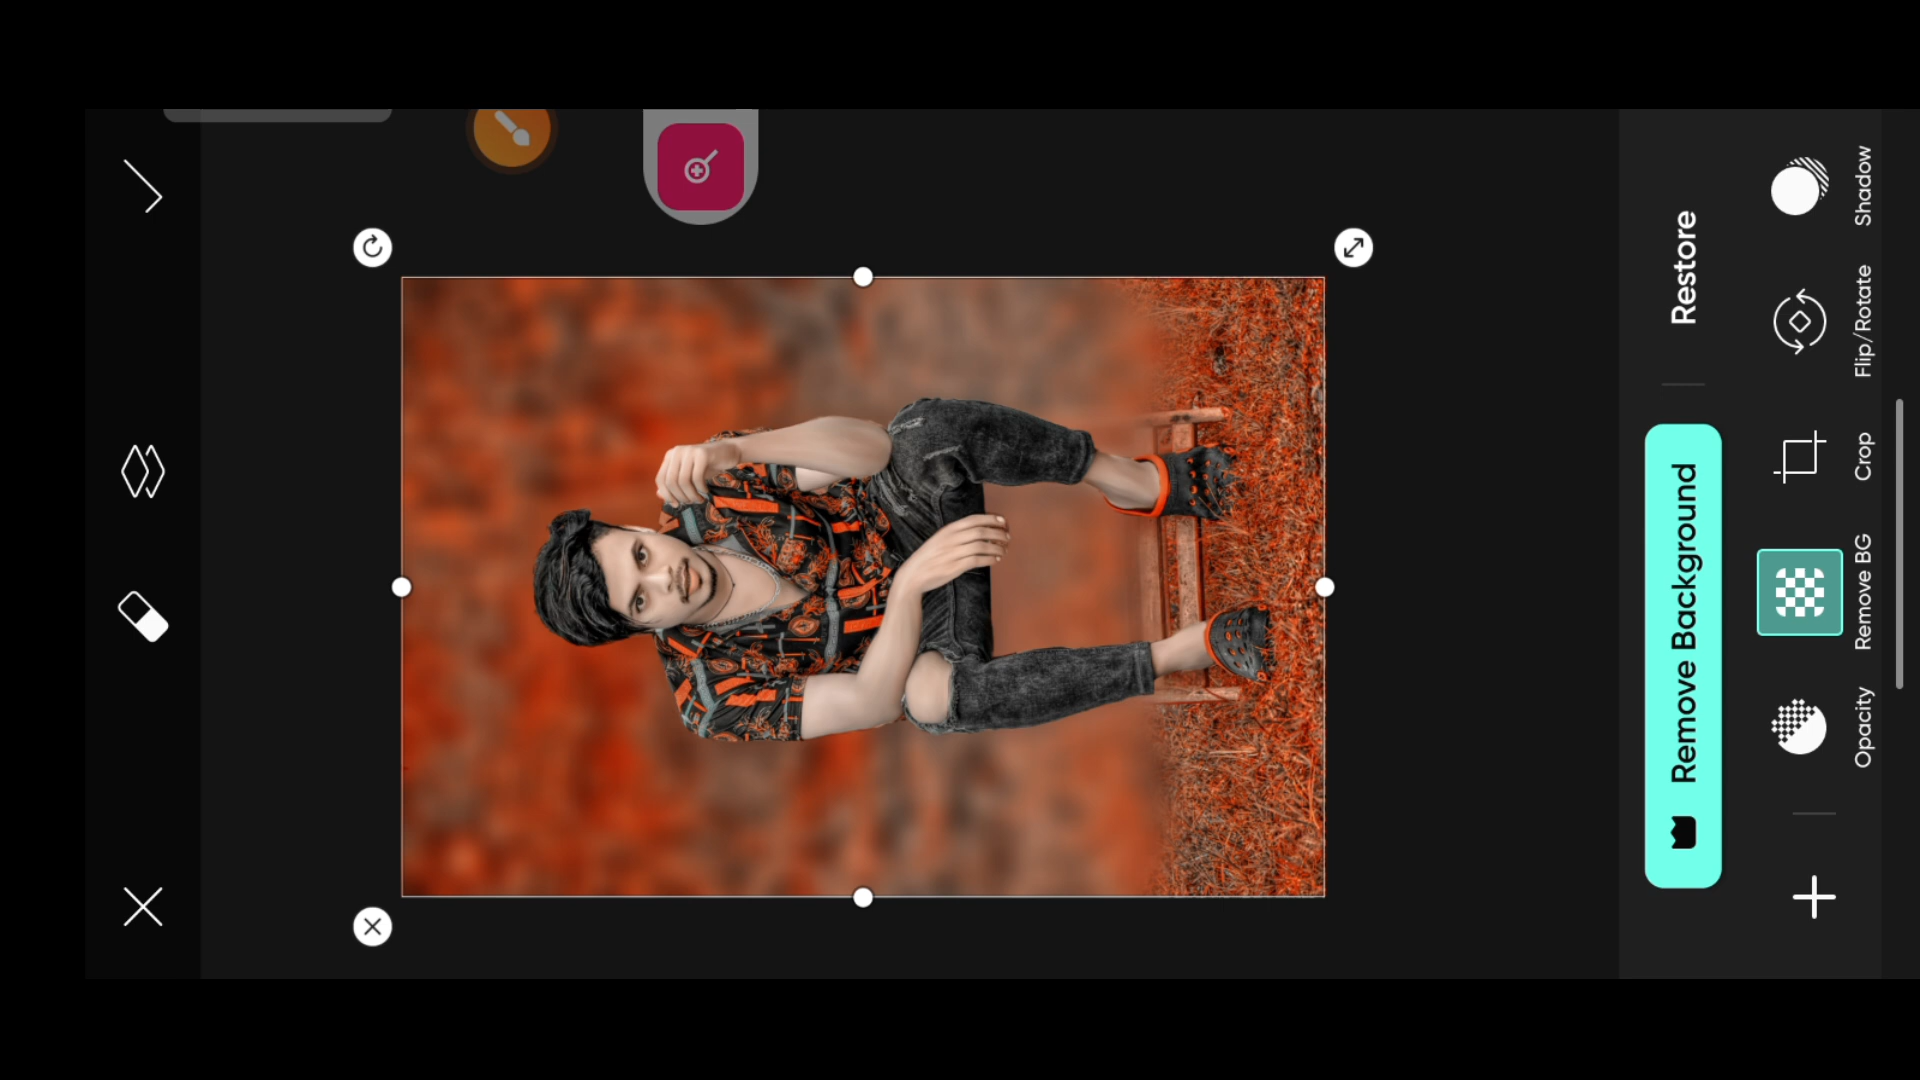 Remove Background
Restore
Opacity
Remove BG
Crop
Flip/Rotate
Shadow